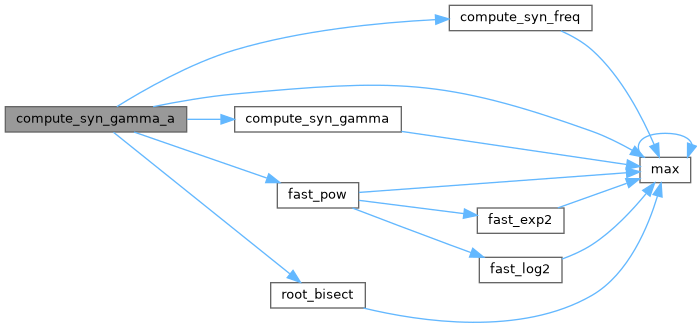 compute_syn_freq
compute_syn_gamma_a
compute_syn_gamma
max
fast_pow
fast_exp2
fast_log2
root_bisect